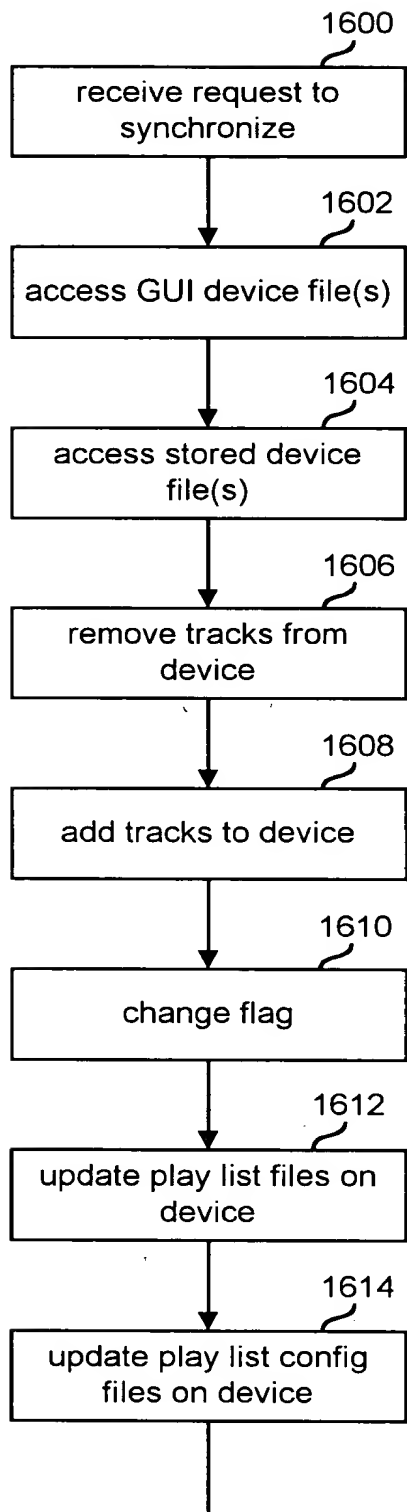 1600
receive request to
synchronize
1602
access GUI device file(s)
1604
access stored device
file(s)
1606
remove tracks from
device
1608
add tracks to device
1610
change flag
1612
update play list files on
device
1614
update play list config
files on device